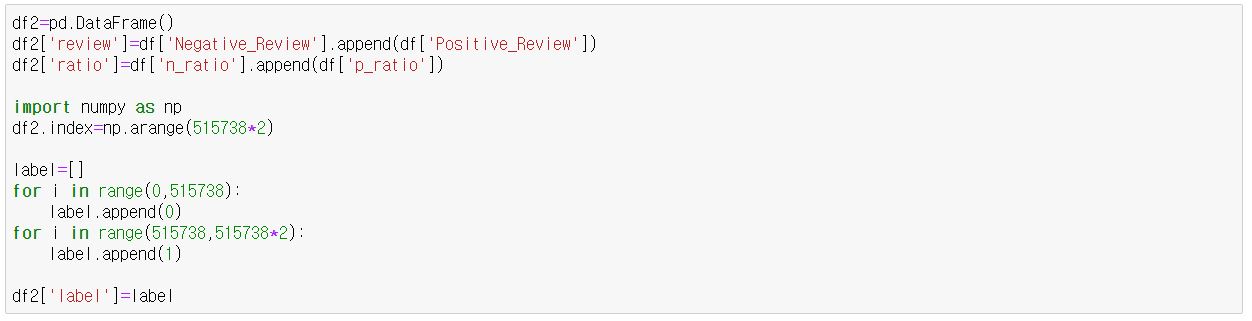 df2=pd.DataFrame()
df2['review']=df['Negative_Review'].append(df['Positive_Review'])
df2['ratio']=df['n_ratio'].append(df['p_ratio'])

import numpy as np
df2.index=np.arange(515738*2)

label=[]
for i in range(0,515738):
    label.append(0)
for i in range(515738,515738*2):
    label.append(1)

df2['label']=label